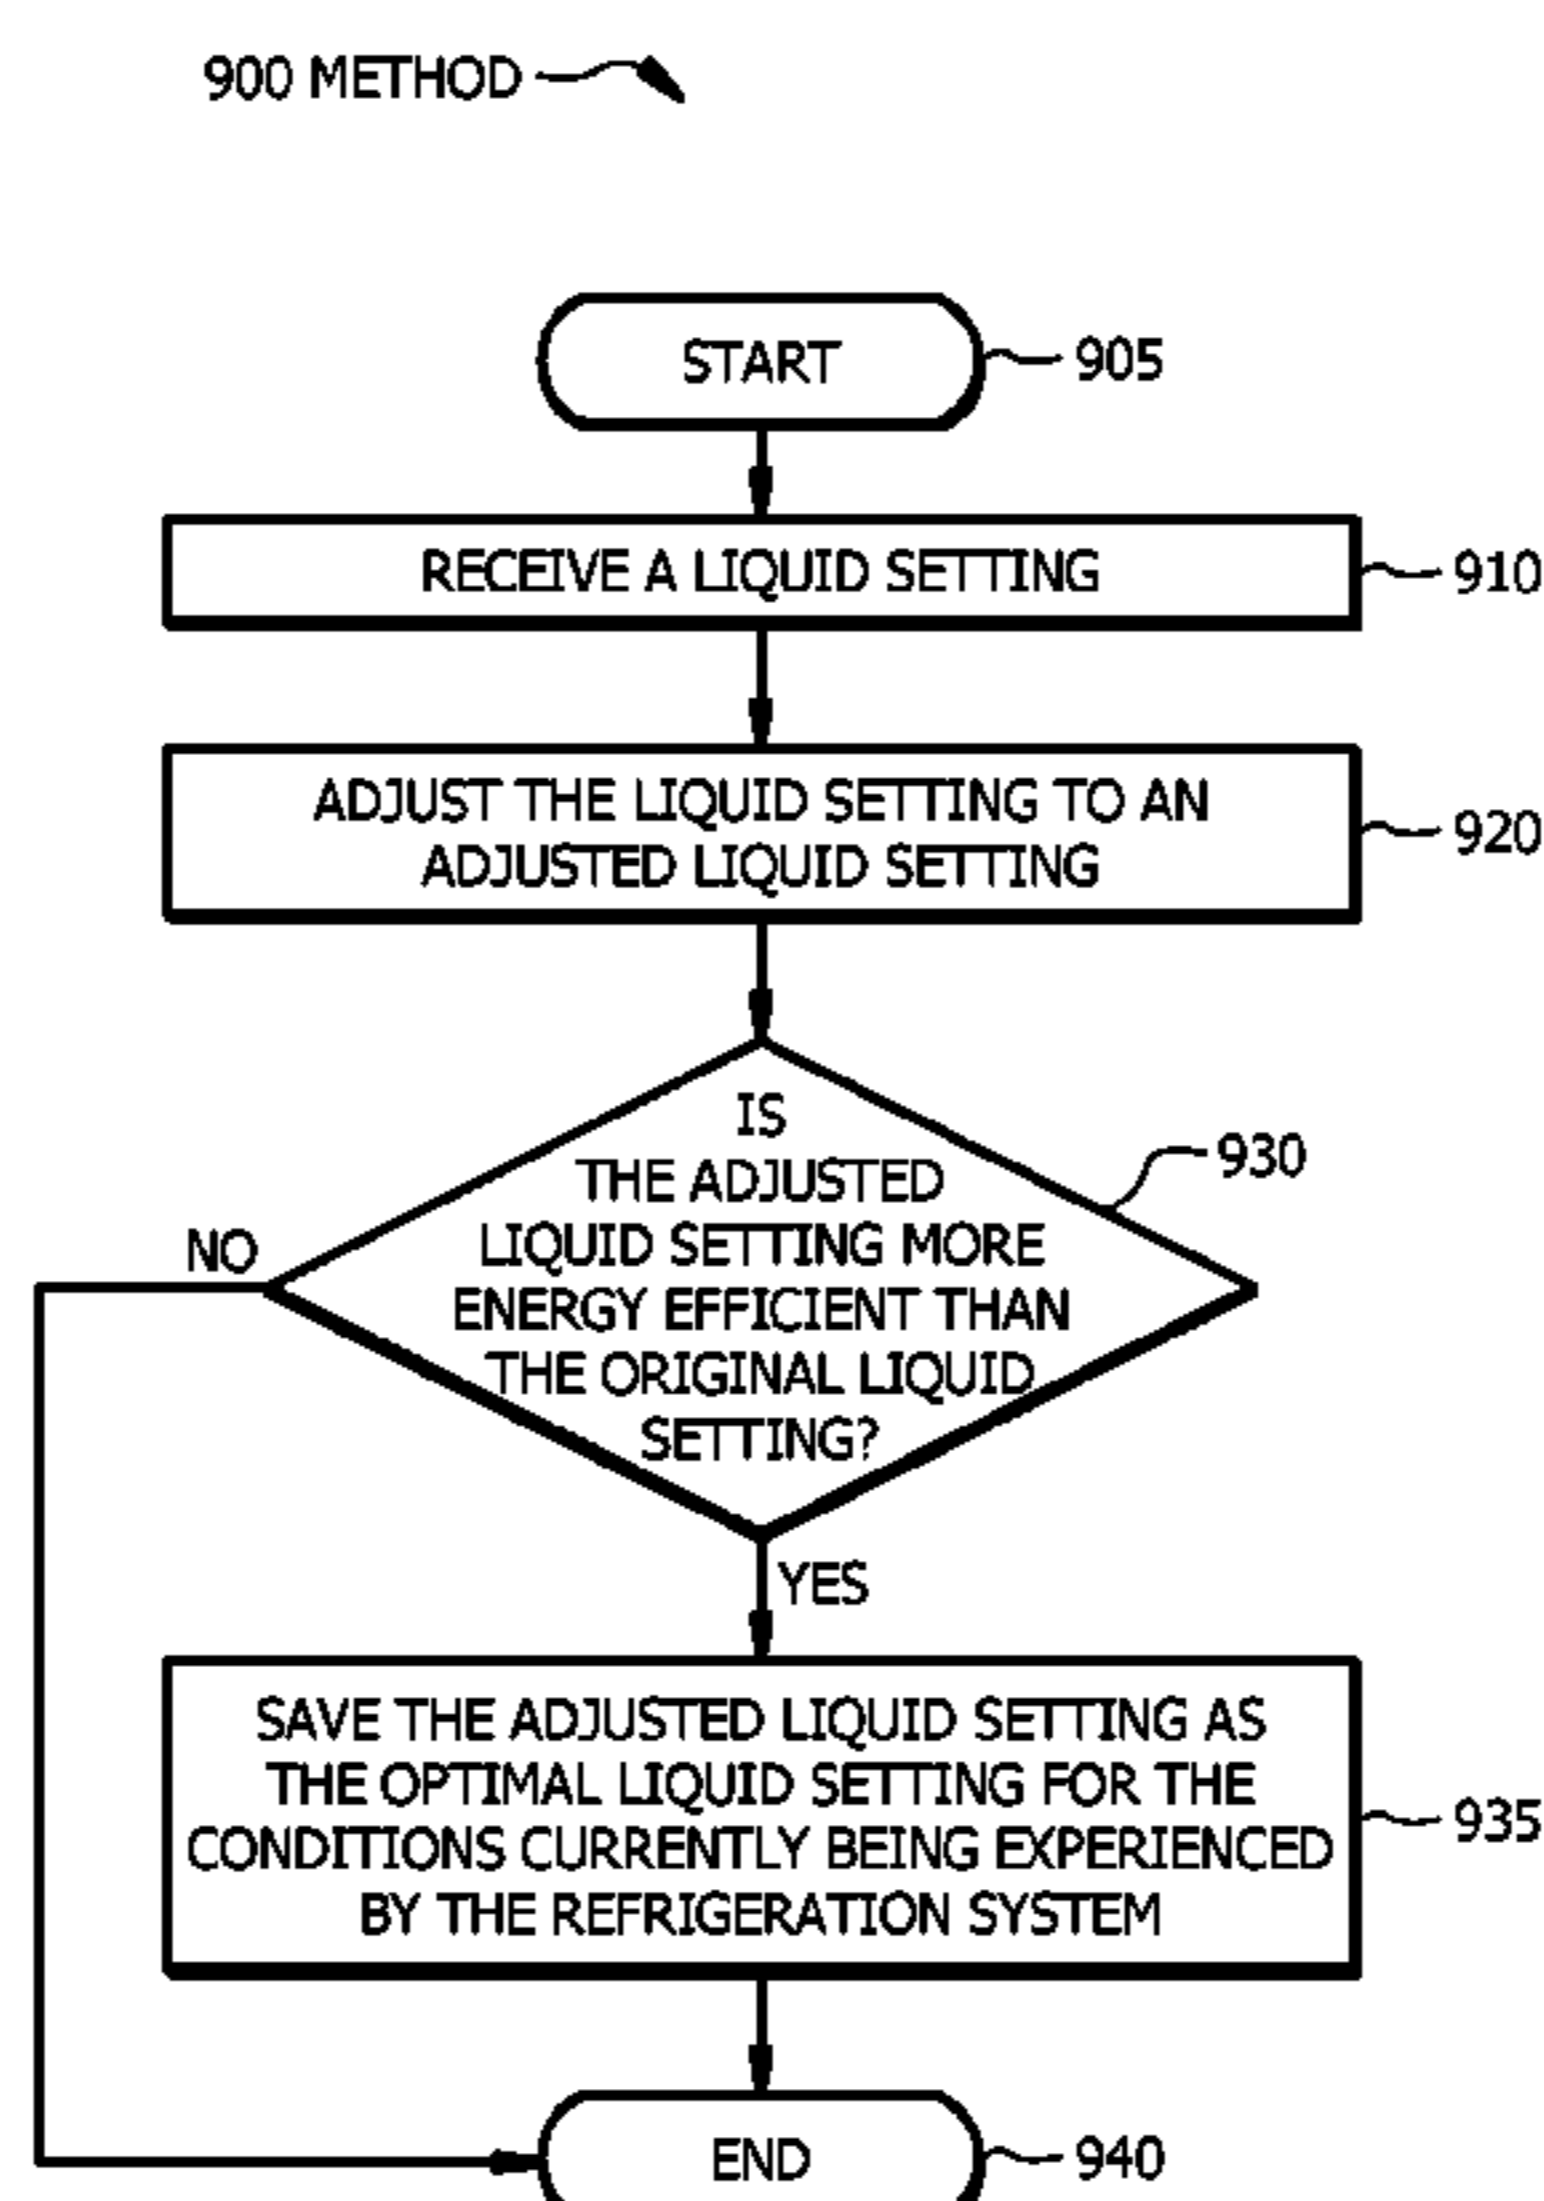 900 METHOD
START
905
RECEIVE A LIQUID SETTING
910
ADJUST THE LIQUID SETTING TO AN
ADJUSTED LIQUID SETTING
920
IS
THE ADJUSTED
LIQUID SETTING MORE
ENERGY EFFICIENT THAN
THE ORIGINAL LIQUID
SETTING?
930
NO
YES
SAVE THE ADJUSTED LIQUID SETTING AS
THE OPTIMAL LIQUID SETTING FOR THE
CONDITIONS CURRENTLY BEING EXPERIENCED
BY THE REFRIGERATION SYSTEM
935
END
940